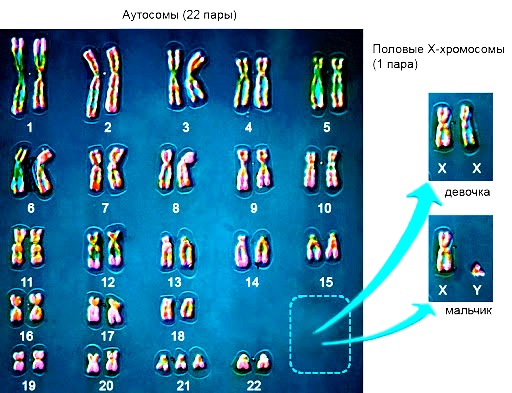 Аутосомы (22 пары)
Половые Х-хромосомы
(1 пара)
1 2 3 4 5
6 7 8 9 10
X X
девочка
11 12 13 14 15
X Y
мальчик
16 17 18
19 20 21 22